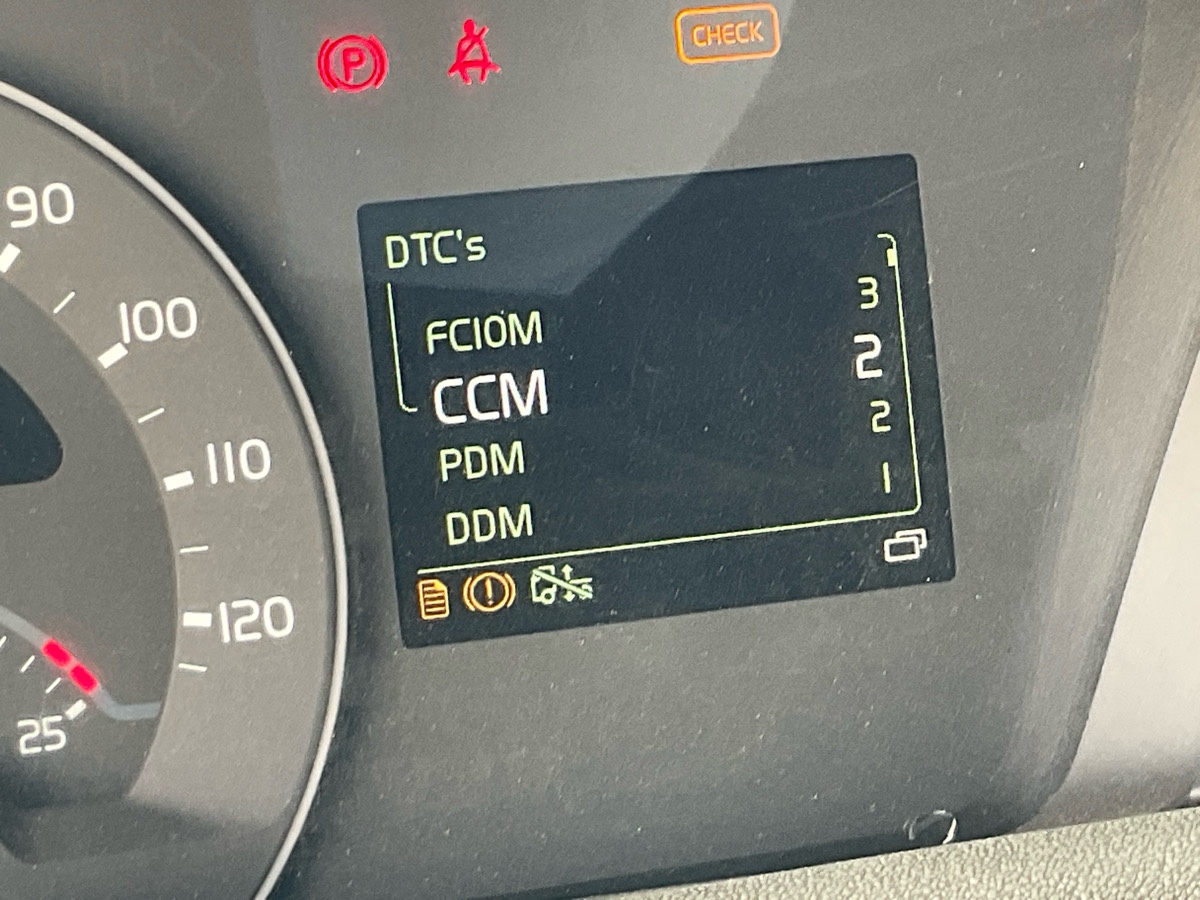 P
CHECK
90
100
110
120
25
DTC's
FCIOM 3
CCM 2
PDM 2
DDM 1